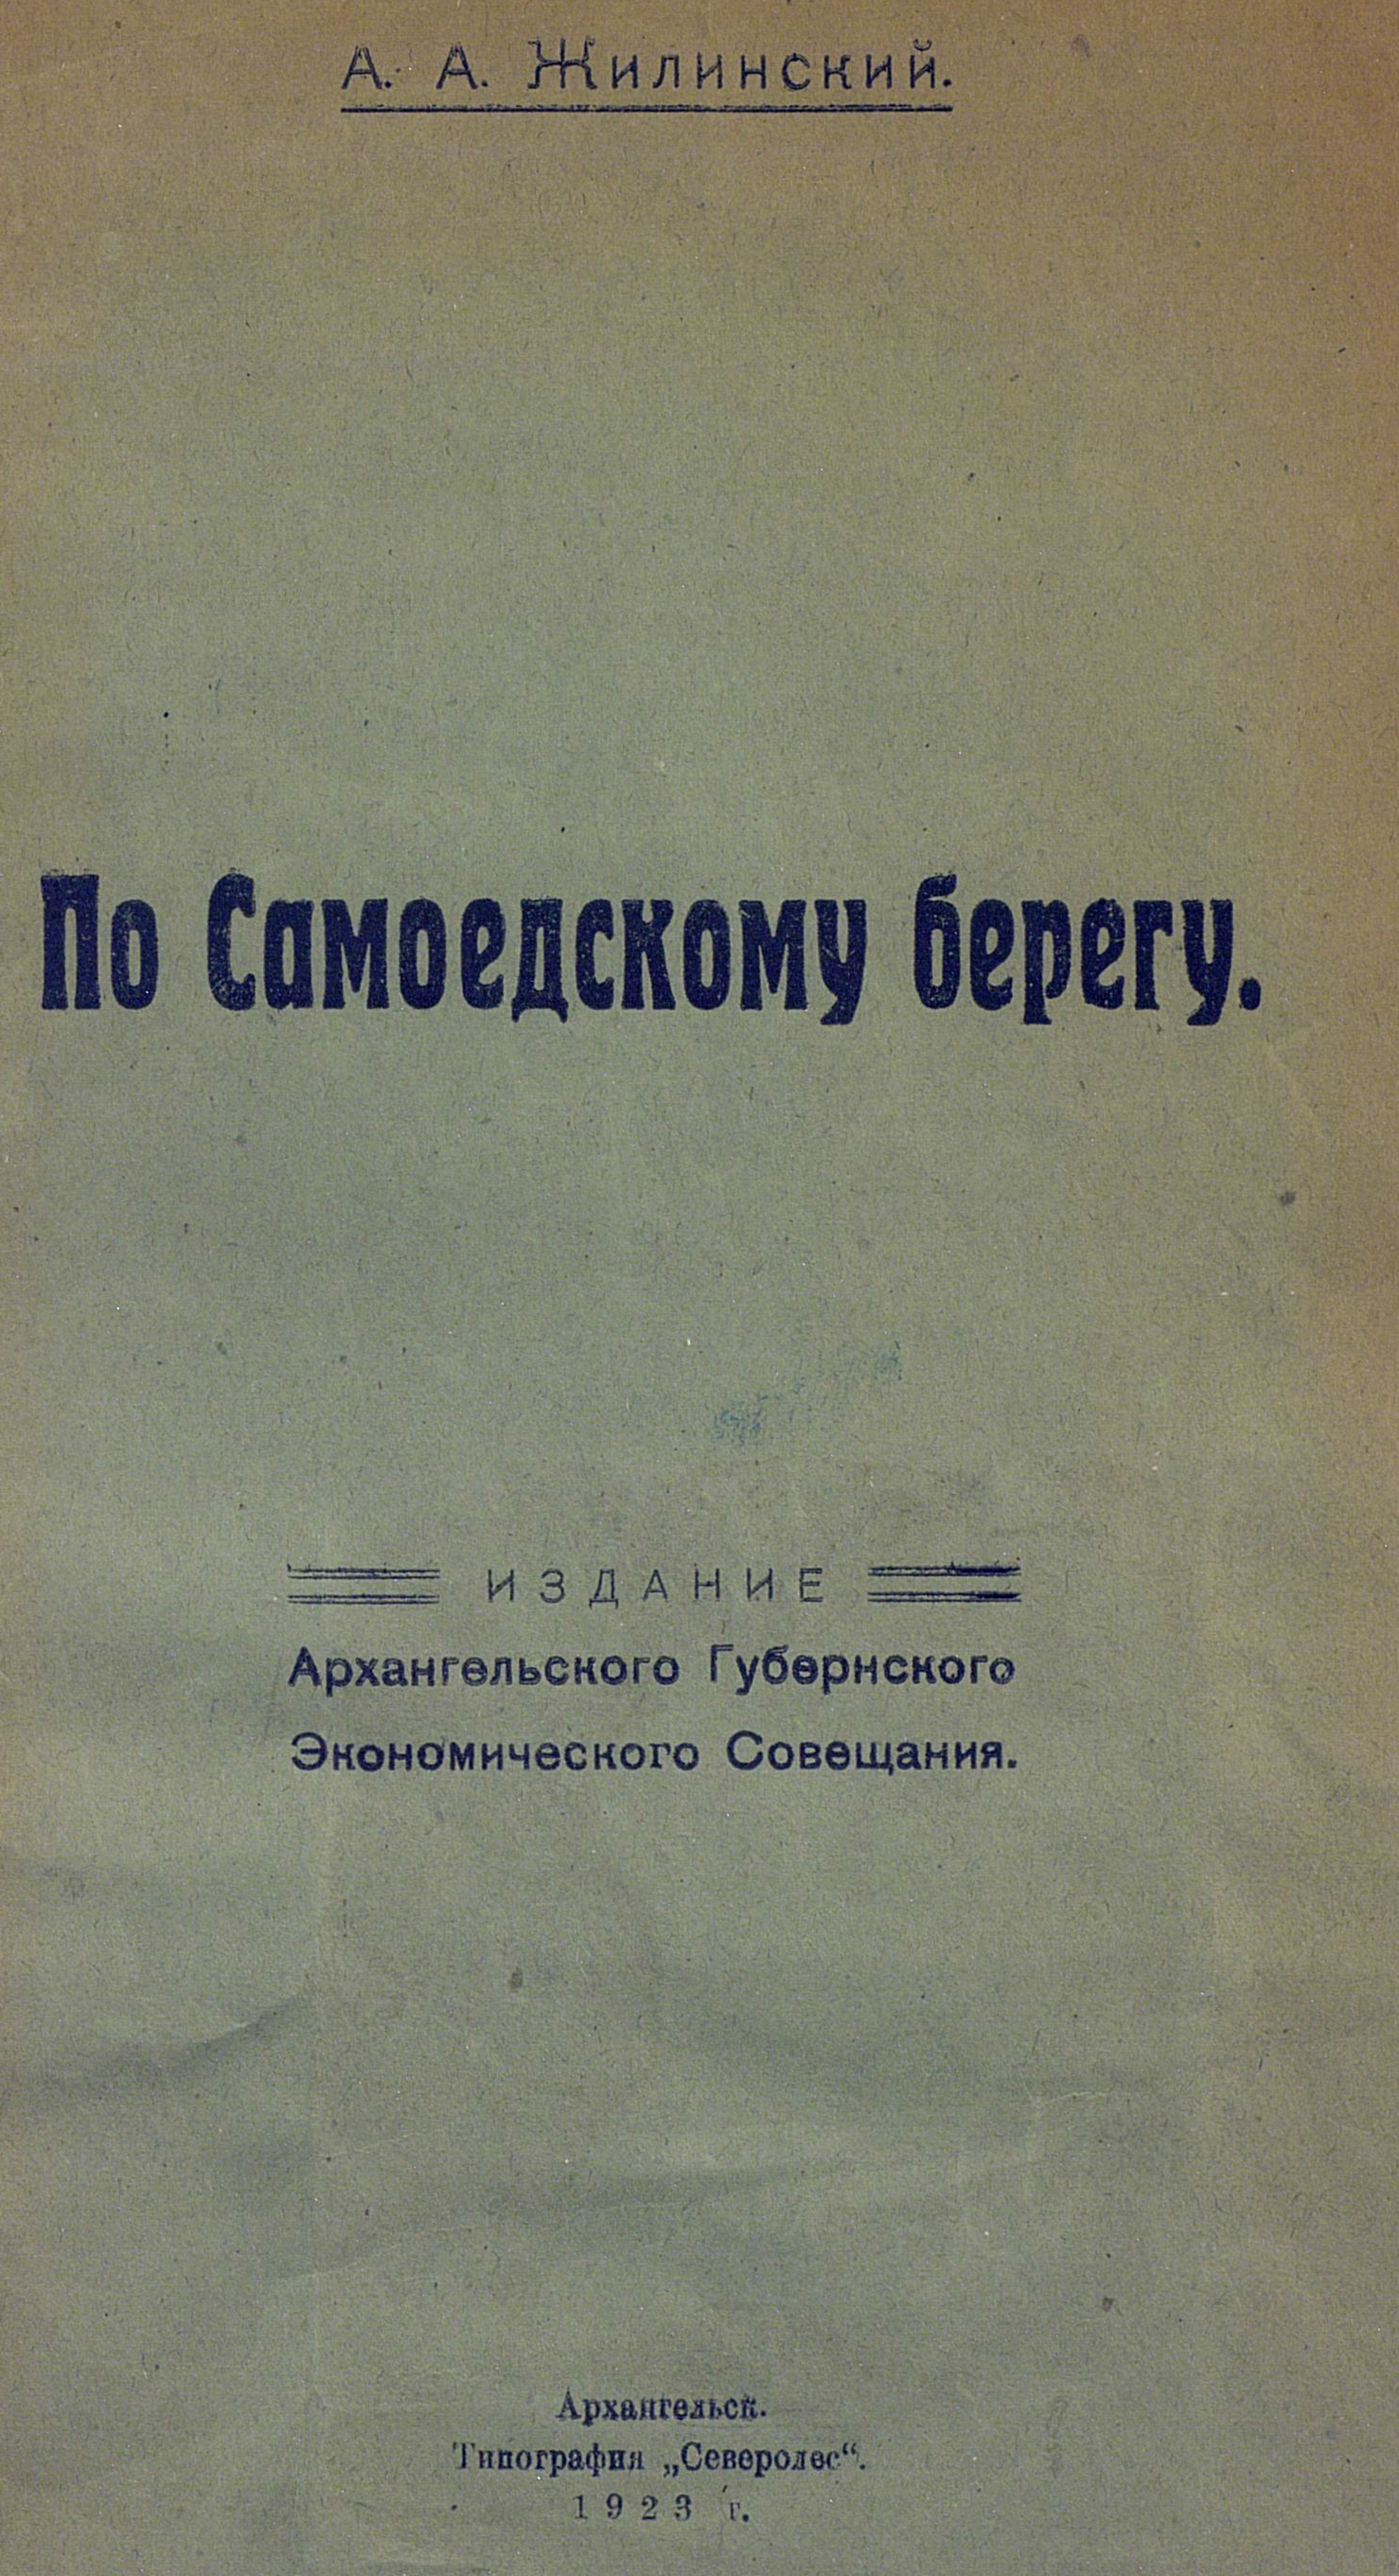 А. А. Жилинский.
По Самоедскому берегу.
ИЗДАНИЕ
Архангельского Губернского
Экономического Совещания.
Архангельск.
Типография „Северолес“.
1923 г.